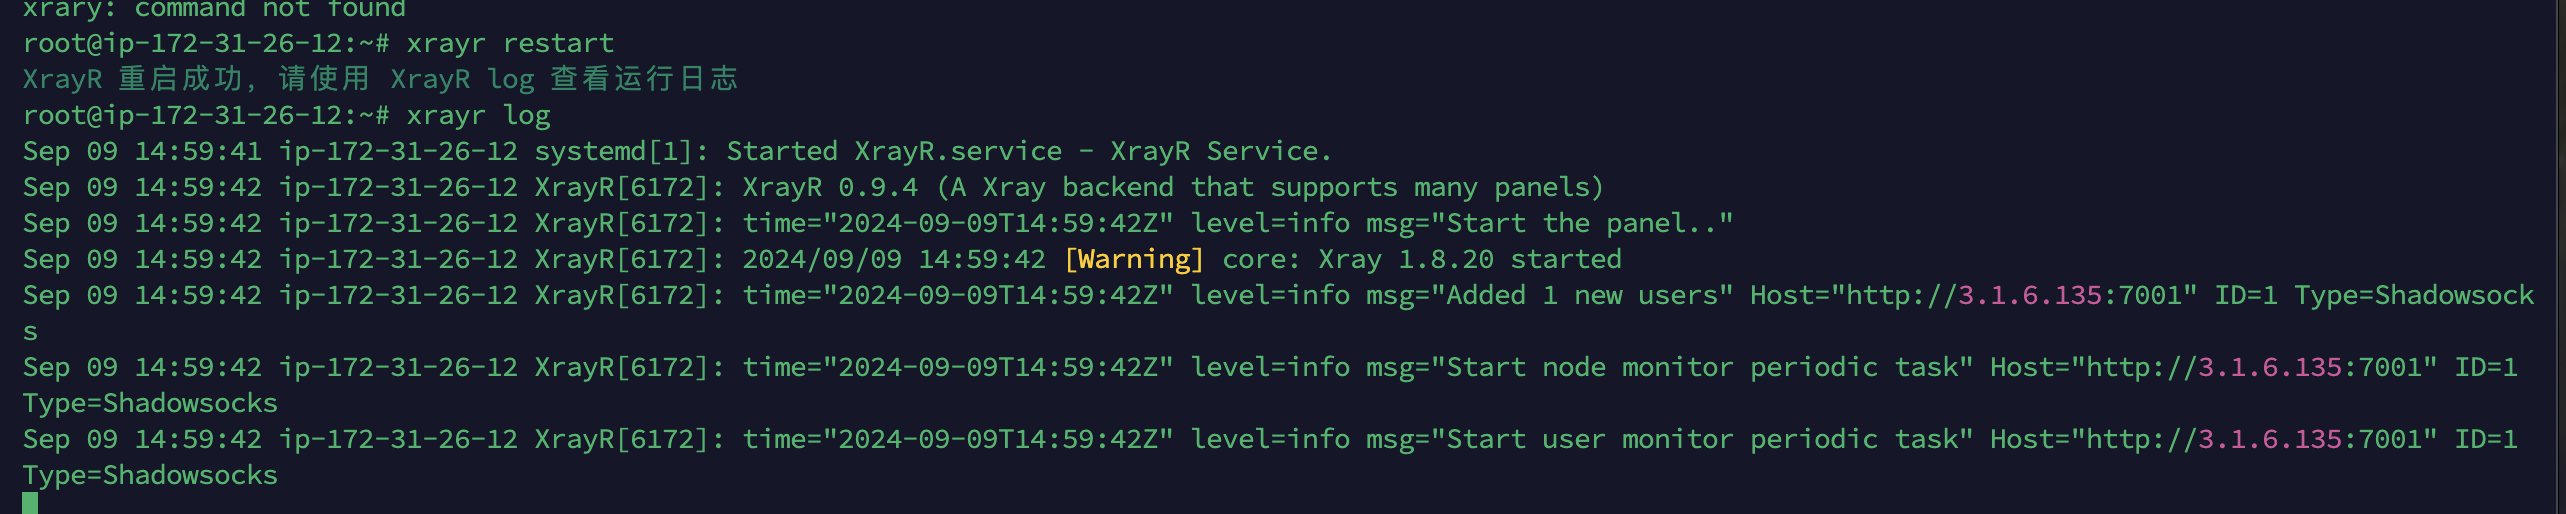 xrary: command not found
root@ip-172-31-26-12:~# xrayr restart
XrayR 重启成功, 请使用 XrayR log 查看运行日志
root@ip-172-31-26-12:~# xrayr log
Sep 09 14:59:41 ip-172-31-26-12 systemd[1]: Started XrayR.service - XrayR Service.
Sep 09 14:59:42 ip-172-31-26-12 XrayR[6172]: XrayR 0.9.4 (A Xray backend that supports many panels)
Sep 09 14:59:42 ip-172-31-26-12 XrayR[6172]: time="2024-09-09T14:59:42Z" level=info msg="Start the panel.."
Sep 09 14:59:42 ip-172-31-26-12 XrayR[6172]: 2024/09/09 14:59:42 [Warning] core: Xray 1.8.20 started
Sep 09 14:59:42 ip-172-31-26-12 XrayR[6172]: time="2024-09-09T14:59:42Z" level=info msg="Added 1 new users" Host="http://3.1.6.135:7001" ID=1 Type=Shadowsock
s
Sep 09 14:59:42 ip-172-31-26-12 XrayR[6172]: time="2024-09-09T14:59:42Z" level=info msg="Start node monitor periodic task" Host="http://3.1.6.135:7001" ID=1
Type=Shadowsocks
Sep 09 14:59:42 ip-172-31-26-12 XrayR[6172]: time="2024-09-09T14:59:42Z" level=info msg="Start user monitor periodic task" Host="http://3.1.6.135:7001" ID=1
Type=Shadowsocks